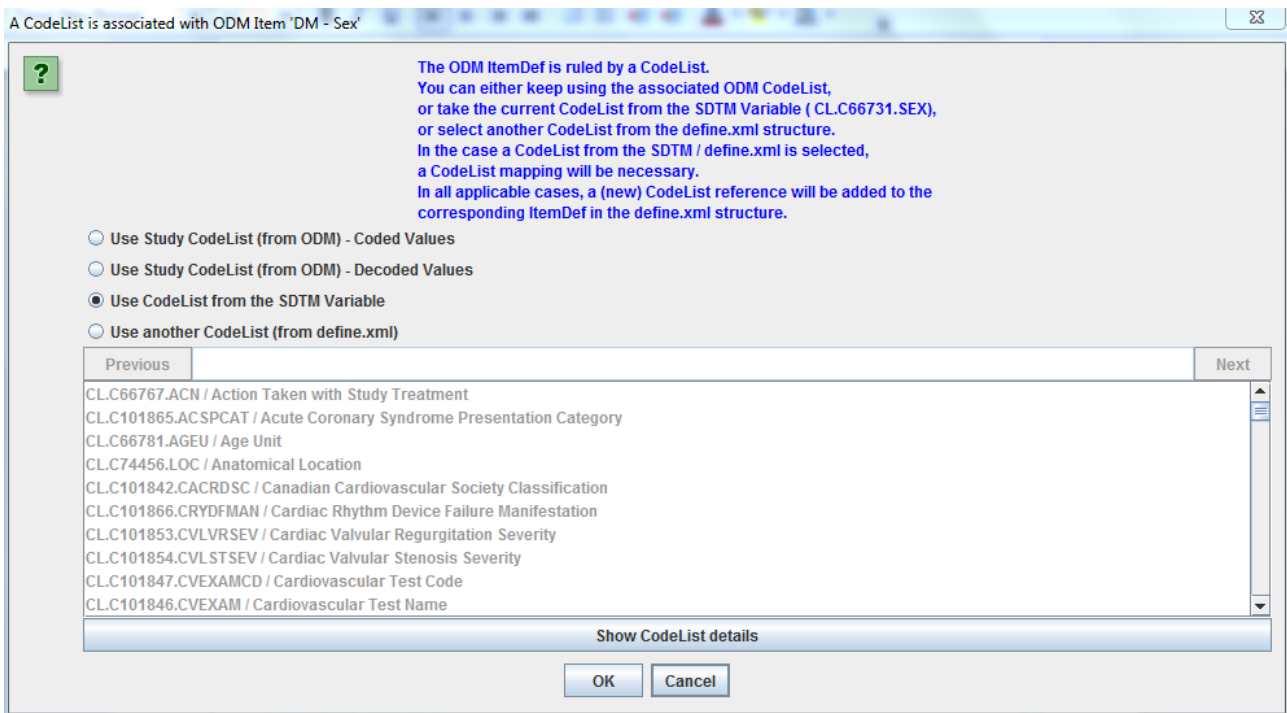 A CodeList is associated with ODM Item 'DM - Sex'
?
The ODM ItemDef is ruled by a CodeList.
You can either keep using the associated ODM CodeList,
or take the current CodeList from the SDTM Variable ( CL.C66731.SEX),
or select another CodeList from the define.xml structure.
In the case a CodeList from the SDTM / define.xml is selected,
a CodeList mapping will be necessary.
In all applicable cases, a (new) CodeList reference will be added to the
corresponding ItemDef in the define.xml structure.
Use Study CodeList (from ODM) - Coded Values
Use Study CodeList (from ODM) - Decoded Values
Use CodeList from the SDTM Variable
Use another CodeList (from define.xml)
Previous Next
CL.C66767.ACN / Action Taken with Study Treatment
CL.C101865.ACSPCAT / Acute Coronary Syndrome Presentation Category
CL.C66781.AGEU / Age Unit
CL.C74456.LOC / Anatomical Location
CL.C101842.CACRDSC / Canadian Cardiovascular Society Classification
CL.C101866.CRYDFMAN / Cardiac Rhythm Device Failure Manifestation
CL.C101853.CVLVRSEV / Cardiac Valvular Regurgitation Severity
CL.C101854.CVLSTSEV / Cardiac Valvular Stenosis Severity
CL.C101847.CVEXAMCD / Cardiovascular Test Code
CL.C101846.CVEXAM / Cardiovascular Test Name
Show CodeList details
OK Cancel